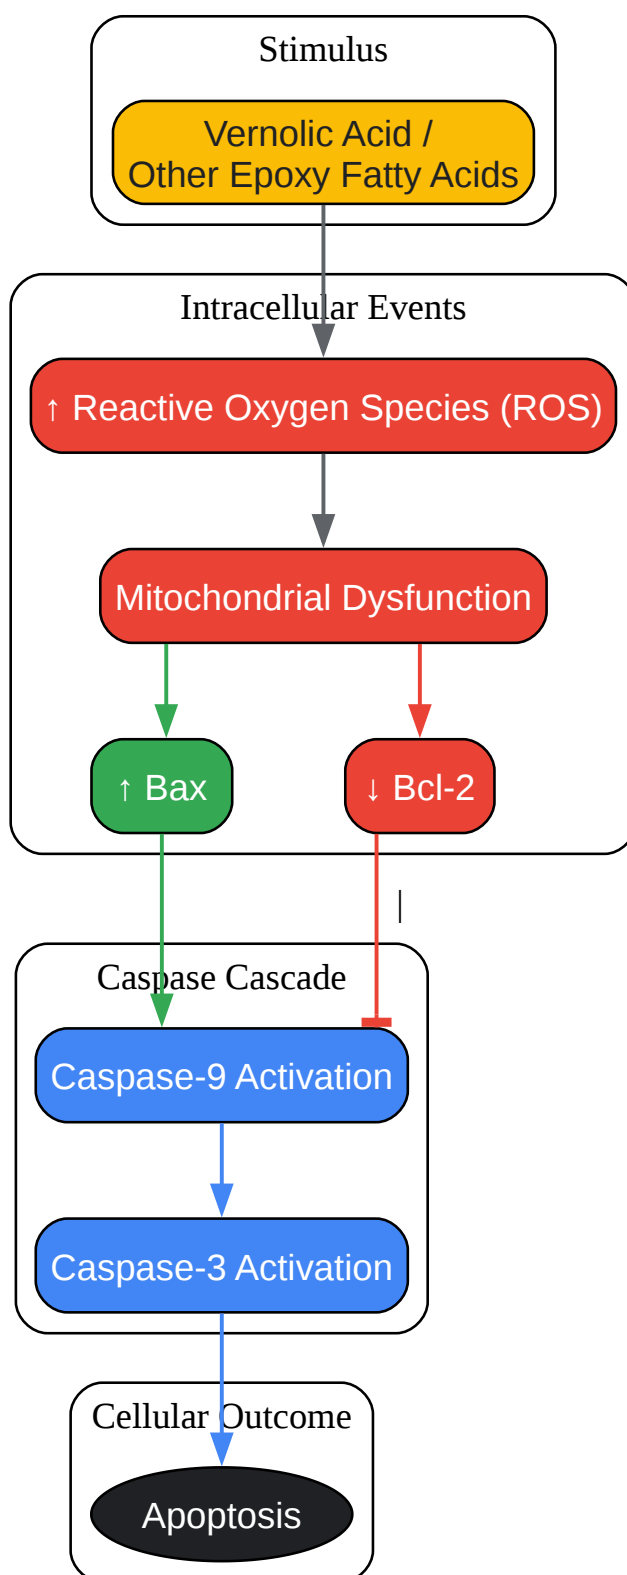 Stimulus
Vernolic Acid /
Other Epoxy Fatty Acids
Intracellular Events
↑ Reactive Oxygen Species (ROS)
Mitochondrial Dysfunction
↑ Bax
↓ Bcl-2
|
Caspase Cascade
Caspase-9 Activation
Caspase-3 Activation
Cellular Outcome
Apoptosis